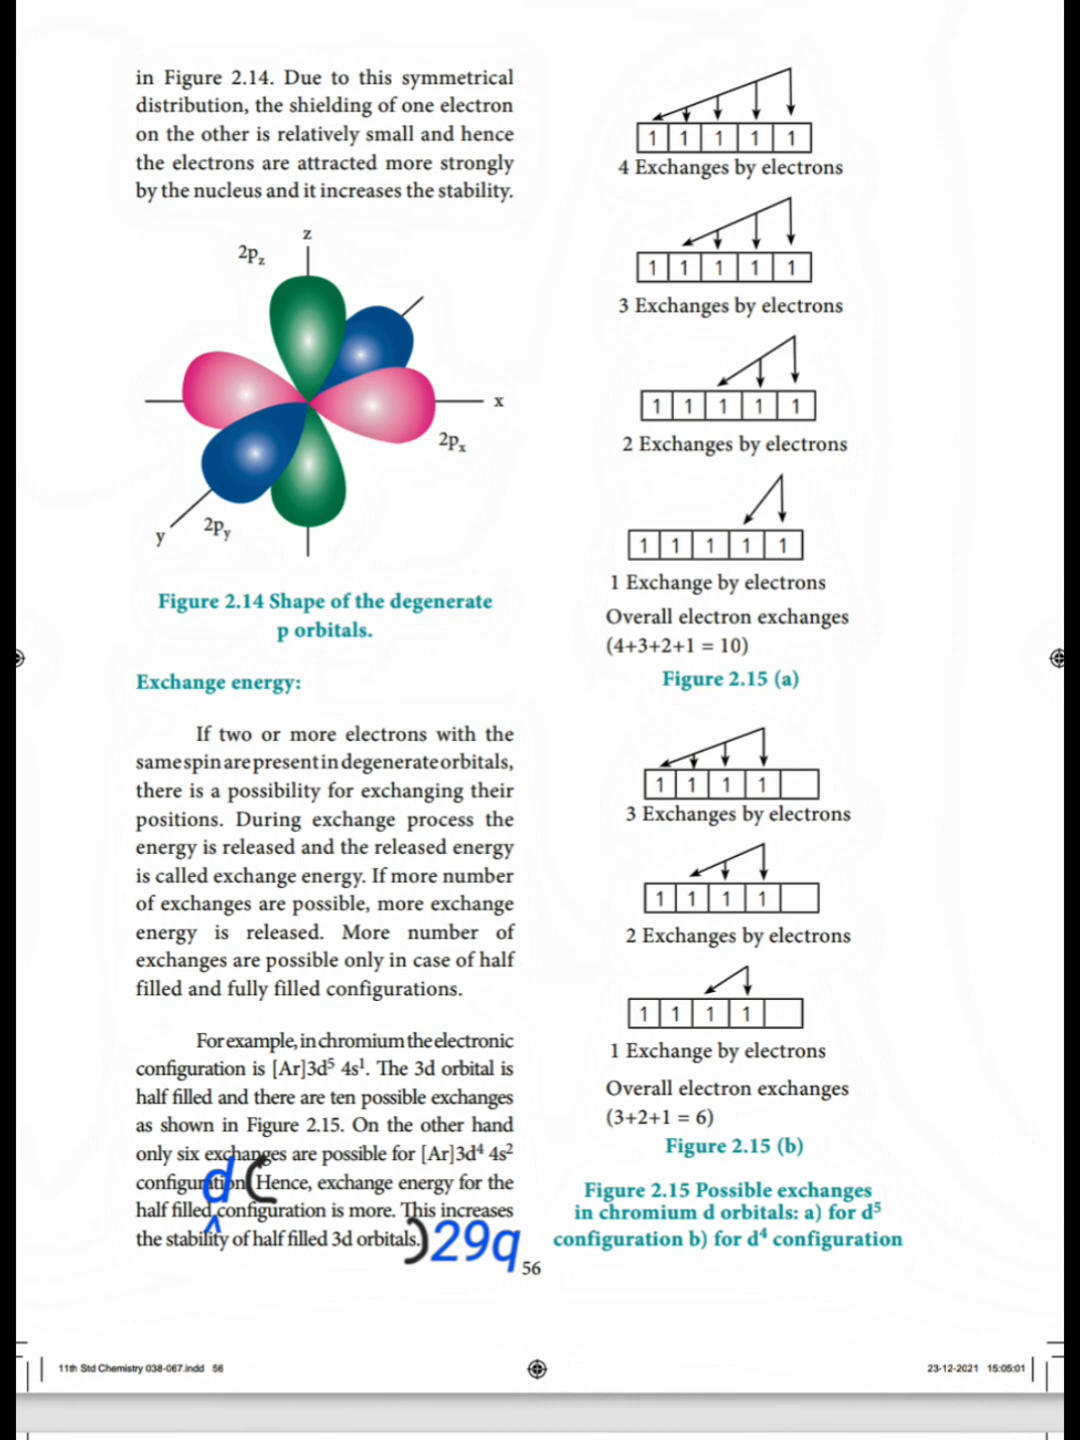 in Figure 2.14. Due to this symmetrical
distribution, the shielding of one electron
on the other is relatively small and hence
the electrons are attracted more strongly
by the nucleus and it increases the stability.
z
2pz
x
2px
y
2py
Figure 2.14 Shape of the degenerate
p orbitals.
Exchange energy:
If two or more electrons with the
same spin are present in degenerate orbitals,
there is a possibility for exchanging their
positions. During exchange process the
energy is released and the released energy
is called exchange energy. If more number
of exchanges are possible, more exchange
energy is released. More number of
exchanges are possible only in case of half
filled and fully filled configurations.
For example, in chromium the electronic
configuration is [Ar]3d⁵ 4s¹. The 3d orbital is
half filled and there are ten possible exchanges
as shown in Figure 2.15. On the other hand
only six exchanges are possible for [Ar]3d⁴ 4s²
configuration. Hence, exchange energy for the
d (
half filled configuration is more. This increases
the stability of half filled 3d orbitals.
) 29q
1 1 1 1 1
4 Exchanges by electrons
1 1 1 1 1
3 Exchanges by electrons
1 1 1 1 1
2 Exchanges by electrons
1 1 1 1 1
1 Exchange by electrons
Overall electron exchanges
(4+3+2+1 = 10)
Figure 2.15 (a)
1 1 1 1
3 Exchanges by electrons
1 1 1 1
2 Exchanges by electrons
1 1 1 1
1 Exchange by electrons
Overall electron exchanges
(3+2+1 = 6)
Figure 2.15 (b)
Figure 2.15 Possible exchanges
in chromium d orbitals: a) for d⁵
configuration b) for d⁴ configuration
56
11th Std Chemistry 038-067.indd 56
23-12-2021 15:05:01